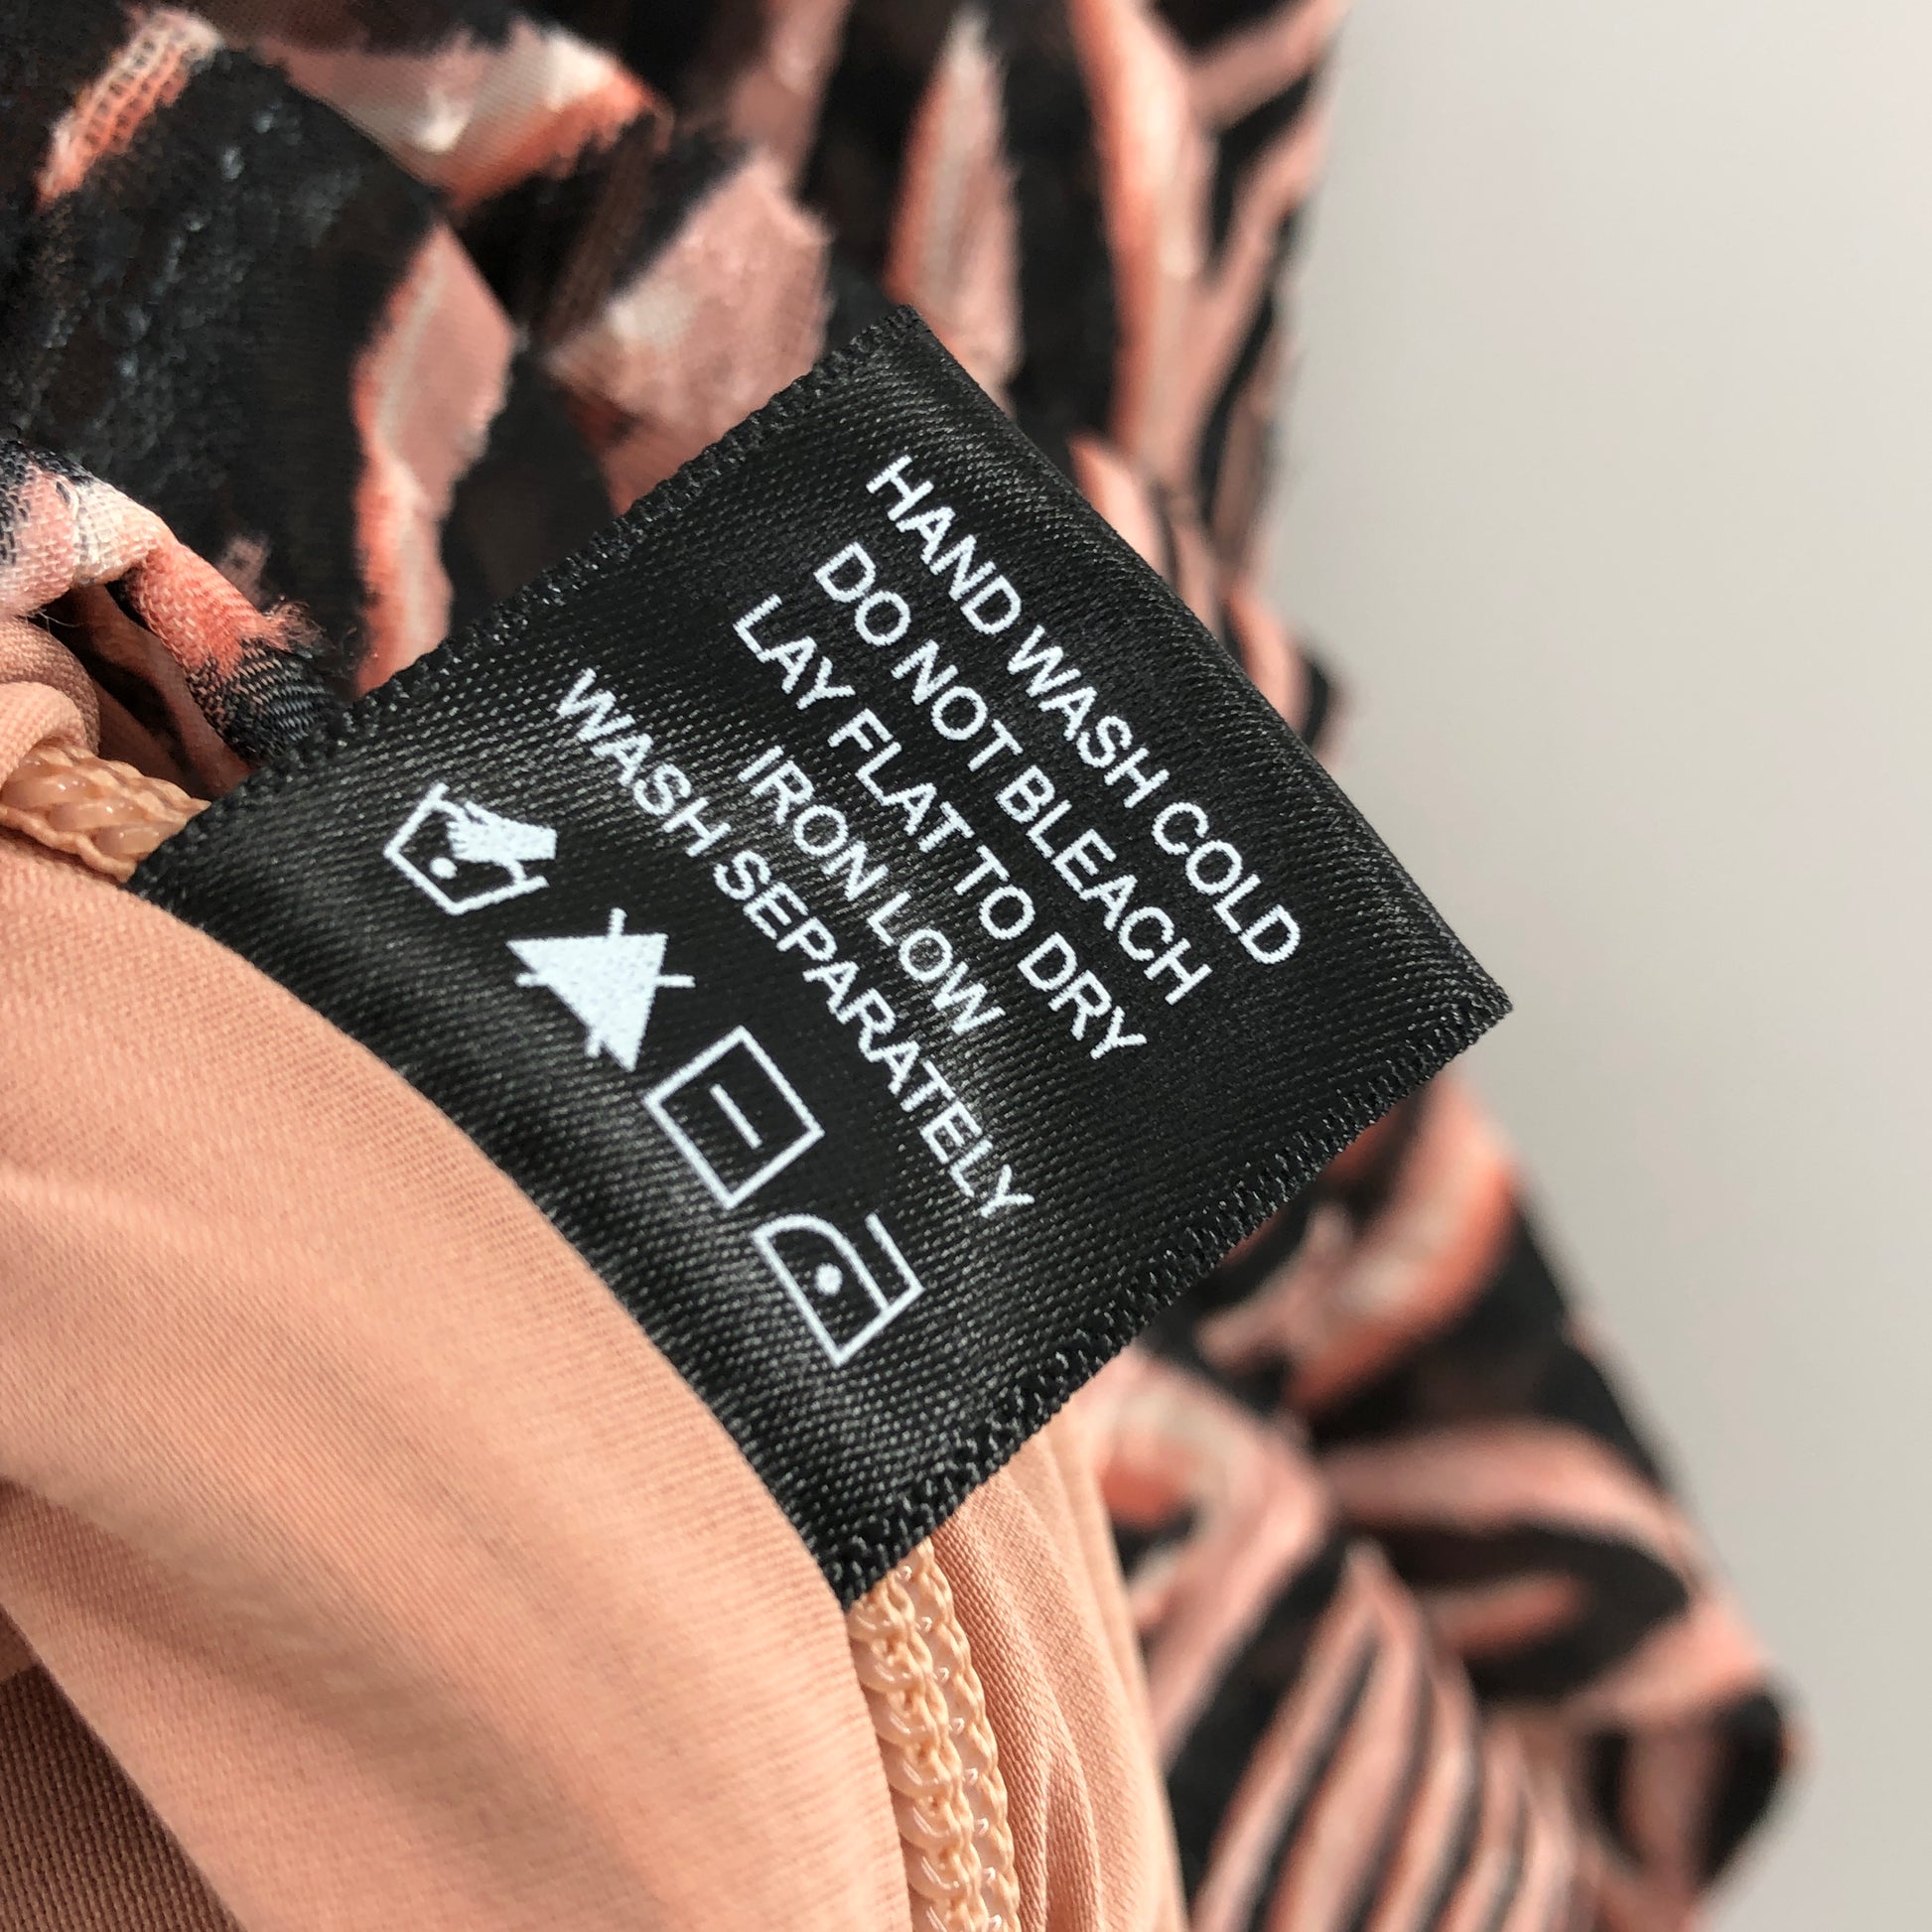 HAND WASH COLD
DO NOT BLEACH
LAY FLAT TO DRY
IRON LOW
WASH SEPARATELY